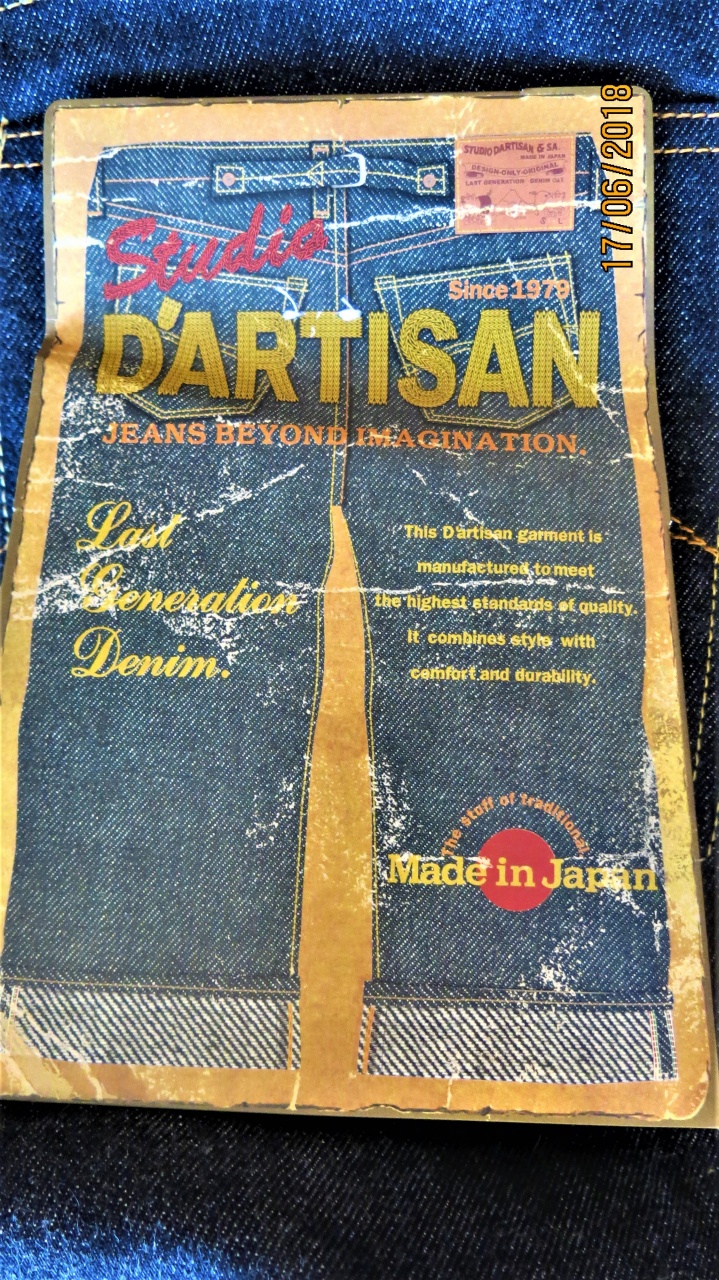 17/06/2018
STUDIO D'ARTISAN & S.A.
MADE IN JAPAN
DESIGN-ONLY-ORIGINAL
LAST GENERATION DENIM
Studio
Since 1979
D'ARTISAN
JEANS BEYOND IMAGINATION.
Last
Generation
Denim.
This D'artisan garment is
manufactured to meet
the highest standards of quality.
It combines style with
comfort and durability.
The stuff of traditional
Made in Japan